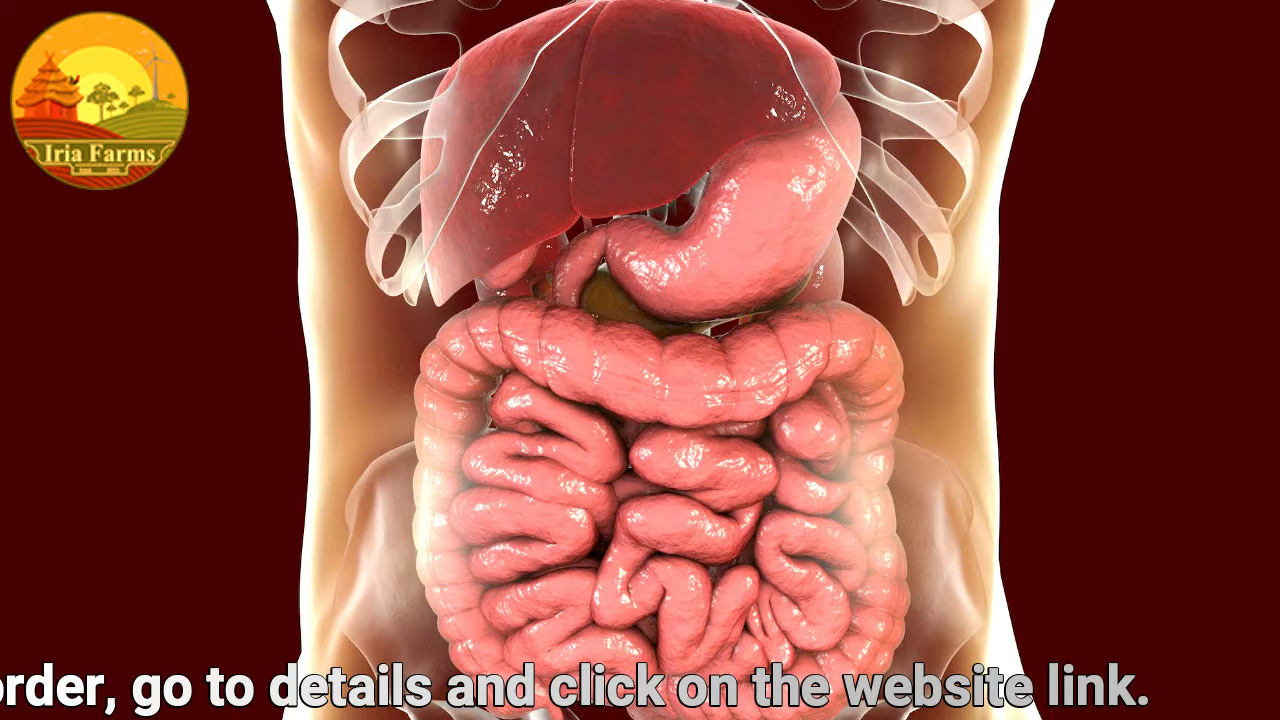 Iria Farms
order, go to details and click on the website link.